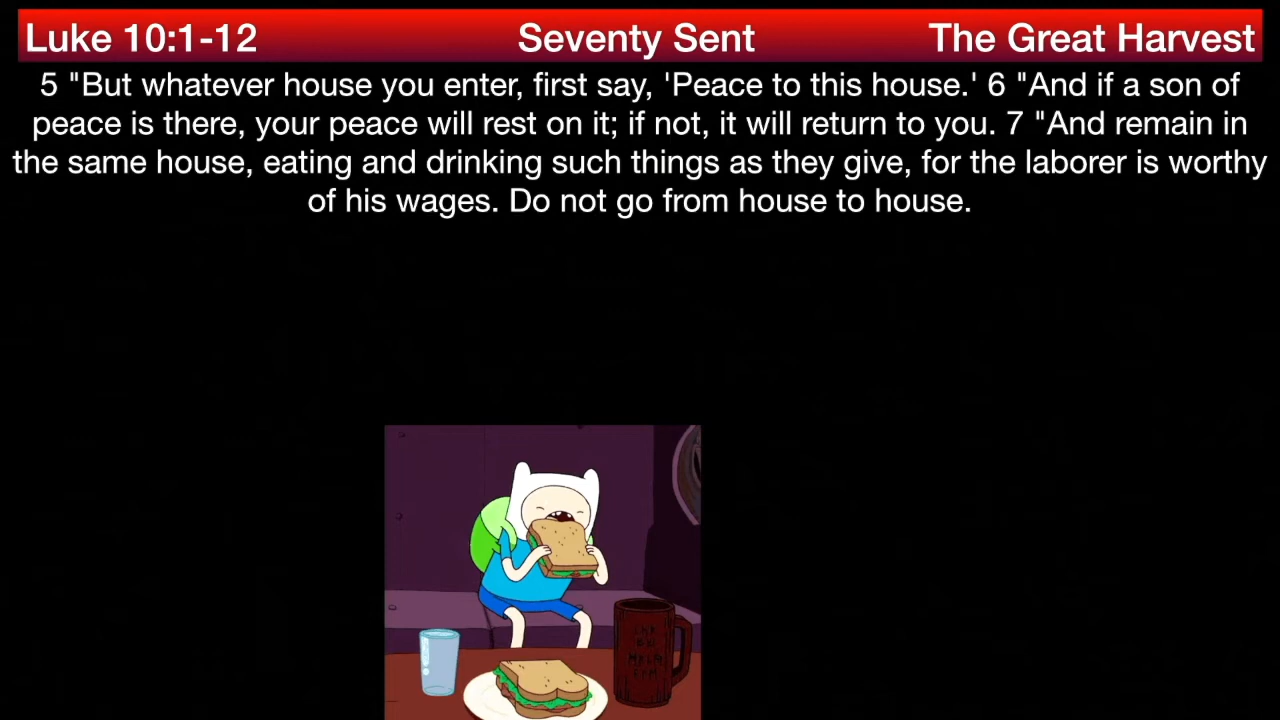 Luke 10:1-12 Seventy Sent The Great Harvest
5 "But whatever house you enter, first say, 'Peace to this house.' 6 "And if a son of
peace is there, your peace will rest on it; if not, it will return to you. 7 "And remain in
the same house, eating and drinking such things as they give, for the laborer is worthy
of his wages. Do not go from house to house.